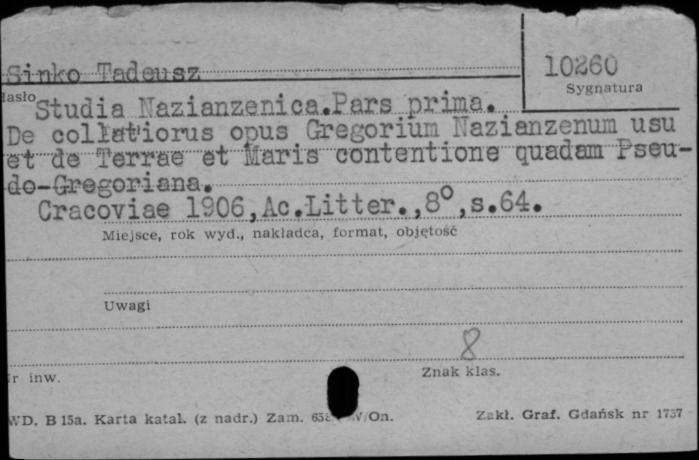 Sinko Tadeusz
10260
Sygnatura
Hasło
Studia Nazianzenica.Pars prima.
De collatiorus opus Gregorium Nazianzenum usu
et de Terrae et Maris contentione quadam Pseu-
do-Gregoriana.
Cracoviae 1906,Ac.Litter.,8°,s.64.
Miejsce, rok wyd., nakładca, format, objętość
Uwagi
8
Nr inw.
Znak klas.
WD. B 15a. Karta katal. (z nadr.) Zam.
Zakł. Graf. Gdańsk nr 1757